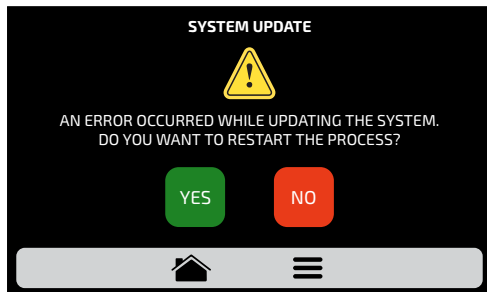 SYSTEM UPDATE
AN ERROR OCCURRED WHILE UPDATING THE SYSTEM.
DO YOU WANT TO RESTART THE PROCESS?
YES
NO